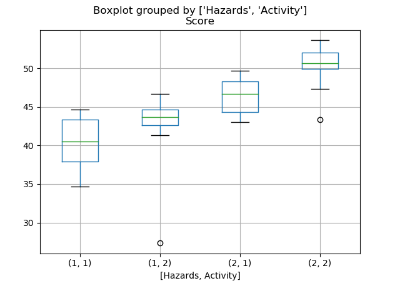 Boxplot grouped by ['Hazards', 'Activity']
Score
50
45
40
35
30
(1, 1) (1, 2) (2, 1) (2, 2)
[Hazards, Activity]